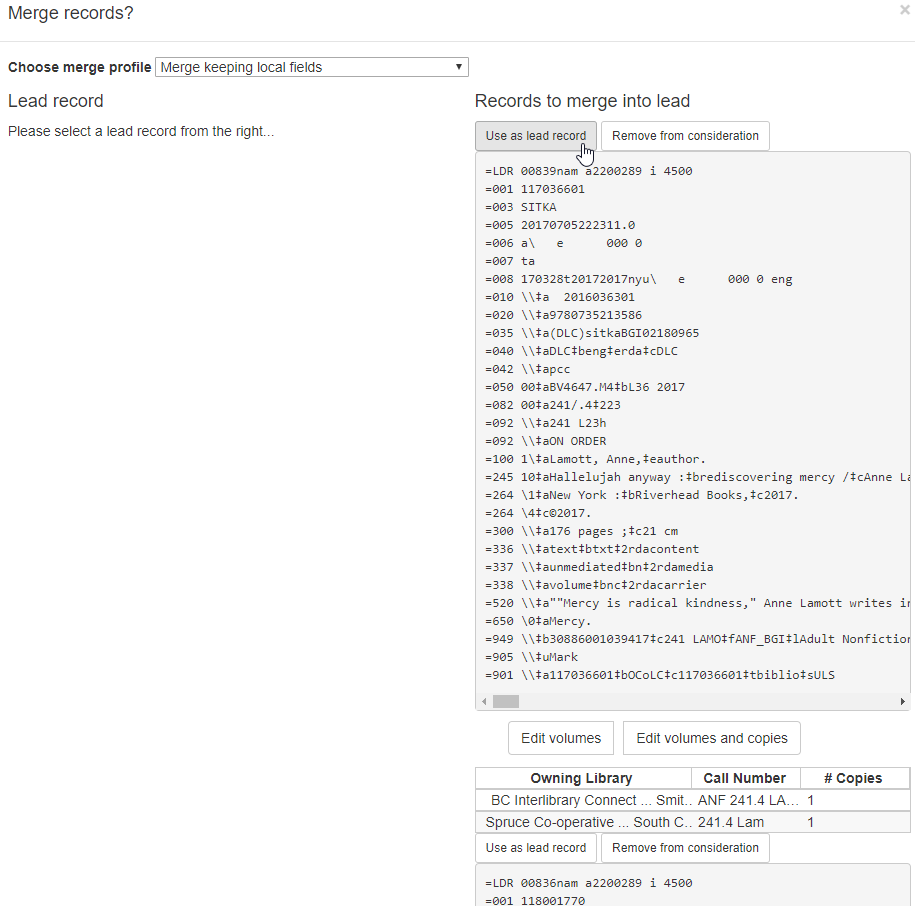 Merge records?
×
Choose merge profile Merge keeping local fields
Lead record
Please select a lead record from the right...
Records to merge into lead
Use as lead record Remove from consideration
=LDR 00839nam a2200289 i 4500
=001 117036601
=003 SITKA
=005 20170705222311.0
=006 a\   e      000 0
=007 ta
=008 170328t20172017nyu\   e      000 0 eng
=010 \\‡a  2016036301
=020 \\‡a9780735213586
=035 \\‡a(DLC)sitkaBGI02180965
=040 \\‡aDLC‡beng‡erda‡cDLC
=042 \\‡apcc
=050 00‡aBV4647.M4‡bL36 2017
=082 00‡a241/.4‡223
=092 \\‡a241 L23h
=092 \\‡aON ORDER
=100 1\‡aLamott, Anne,‡eauthor.
=245 10‡aHallelujah anyway :‡brediscovering mercy /‡cAnne La
=264 \1‡aNew York :‡bRiverhead Books,‡c2017.
=264 \4‡c©2017.
=300 \\‡a176 pages ;‡c21 cm
=336 \\‡atext‡btxt‡2rdacontent
=337 \\‡aunmediated‡bn‡2rdamedia
=338 \\‡avolume‡bnc‡2rdacarrier
=520 \\‡a""Mercy is radical kindness," Anne Lamott writes in
=650 \0‡aMercy.
=949 \\‡b30886001039417‡c241 LAMO‡fANF_BGI‡lAdult Nonfiction
=905 \\‡uMark
=901 \\‡a117036601‡bOCoLC‡c117036601‡tbiblio‡sULS
Edit volumes Edit volumes and copies
Owning Library Call Number # Copies
BC Interlibrary Connect ... Smit... ANF 241.4 LA... 1
Spruce Co-operative ... South C... 241.4 Lam 1
Use as lead record Remove from consideration
=LDR 00836nam a2200289 i 4500
=001 118001770